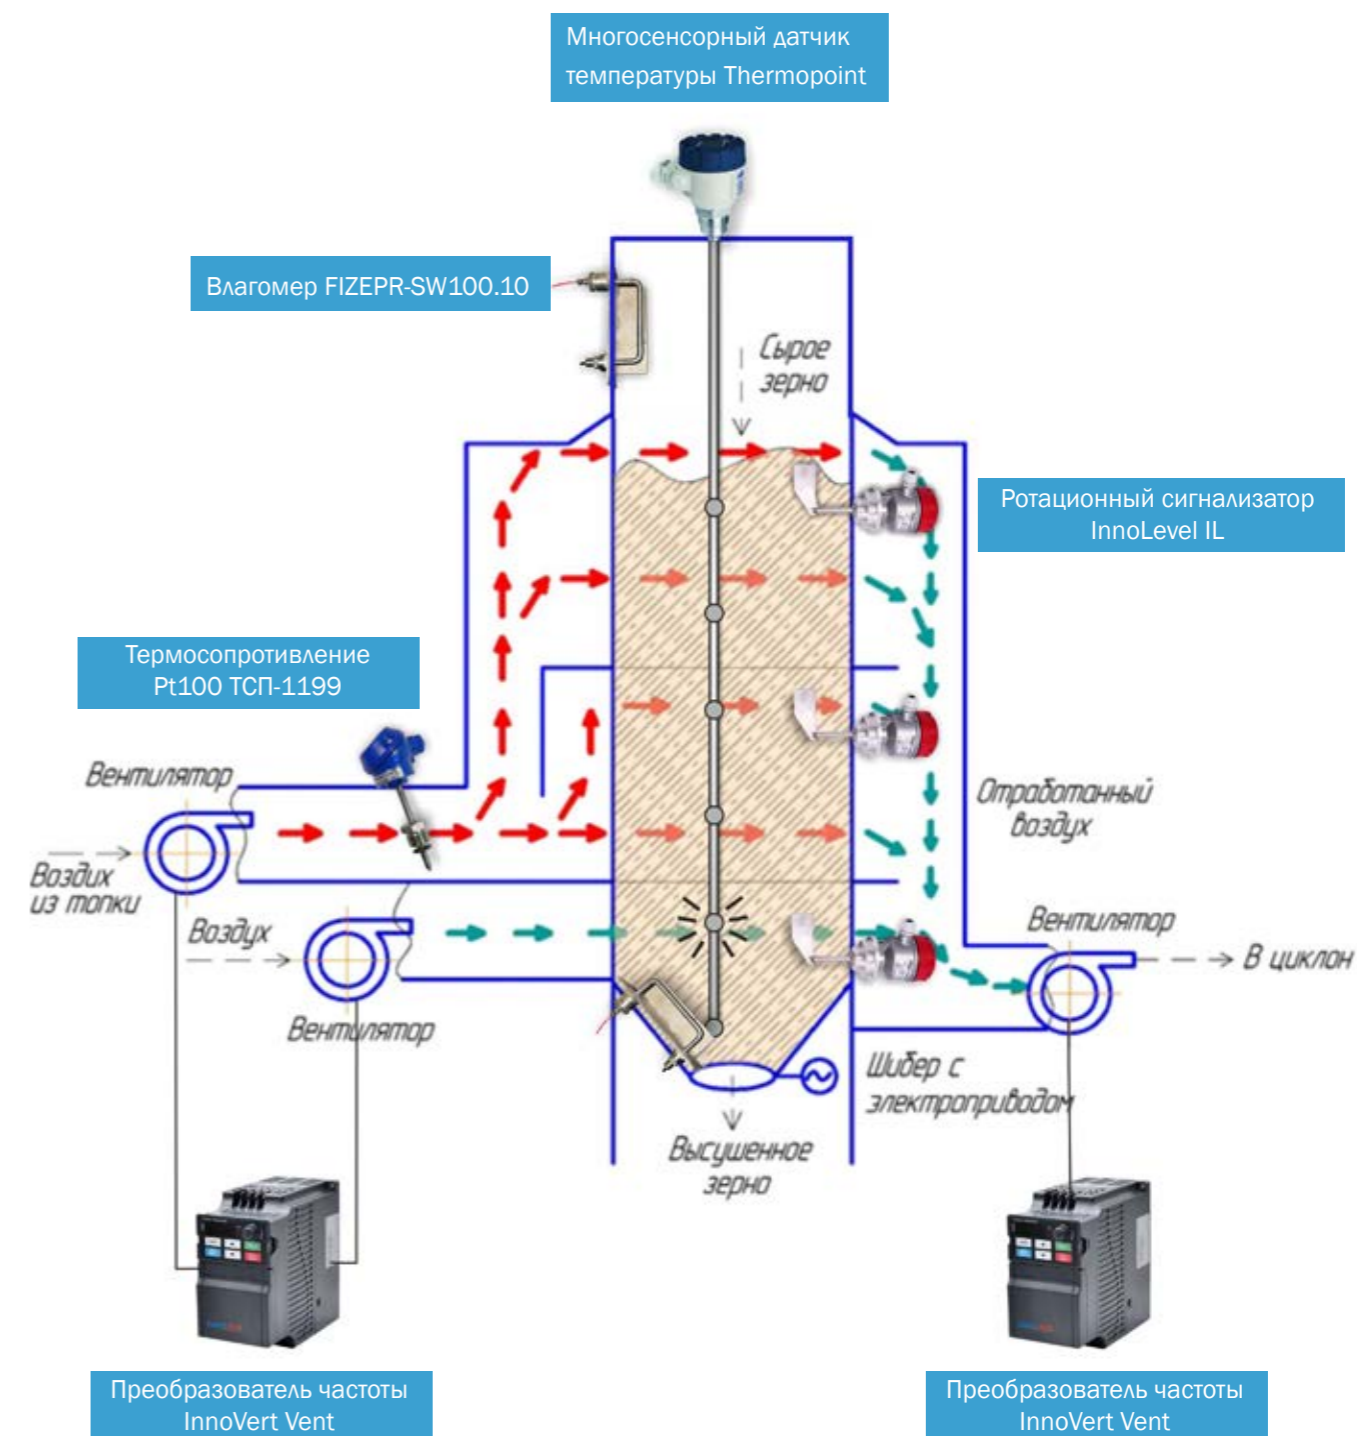 Многосенсорный датчик
температуры Thermopoint
Влагомер FIZEPR-SW100.10
Сырое
зерно
Ротационный сигнализатор
InnoLevel IL
Термосопротивление
Pt100 ТСП-1199
Вентилятор
Воздих
из топки
Воздух
Вентилятор
Отработанный
воздух
Вентилятор
В циклон
Шибер с
электроприводом
Высушенное
зерно
Преобразователь частоты
InnoVert Vent
Преобразователь частоты
InnoVert Vent